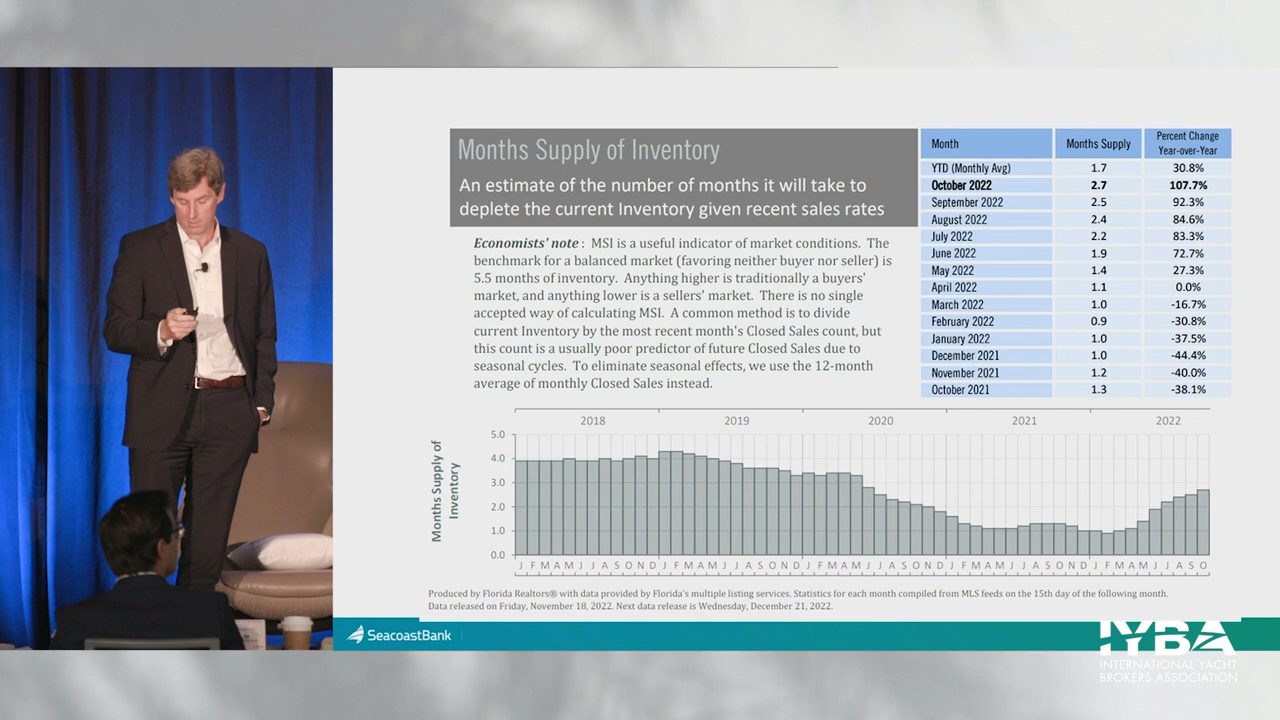 Months Supply of Inventory
An estimate of the number of months it will take to
deplete the current Inventory given recent sales rates
Economists' note : MSI is a useful indicator of market conditions. The
benchmark for a balanced market (favoring neither buyer nor seller) is
5.5 months of inventory. Anything higher is traditionally a buyers'
market, and anything lower is a sellers' market. There is no single
accepted way of calculating MSI. A common method is to divide
current Inventory by the most recent month's Closed Sales count, but
this count is a usually poor predictor of future Closed Sales due to
seasonal cycles. To eliminate seasonal effects, we use the 12-month
average of monthly Closed Sales instead.
Month Months Supply Percent Change
Year-over-Year
YTD (Monthly Avg) 1.7 30.8%
October 2022 2.7 107.7%
September 2022 2.5 92.3%
August 2022 2.4 84.6%
July 2022 2.2 83.3%
June 2022 1.9 72.7%
May 2022 1.4 27.3%
April 2022 1.1 0.0%
March 2022 1.0 -16.7%
February 2022 0.9 -30.8%
January 2022 1.0 -37.5%
December 2021 1.0 -44.4%
November 2021 1.2 -40.0%
October 2021 1.3 -38.1%
2018 2019 2020 2021 2022
Months Supply of
Inventory
5.0
4.0
3.0
2.0
1.0
0.0
J F M A M J J A S O N D J F M A M J J A S O N D J F M A M J J A S O N D J F M A M J J A S O N D J F M A M J J A S O
Produced by Florida Realtors® with data provided by Florida's multiple listing services. Statistics for each month compiled from MLS feeds on the 15th day of the following month.
Data released on Friday, November 18, 2022. Next data release is Wednesday, December 21, 2022.
SeacoastBank
IYBA
INTERNATIONAL YACHT
BROKERS ASSOCIATION